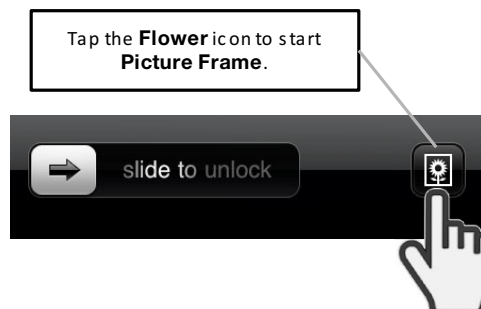 Tap the Flower icon to start
Picture Frame.
slide to unlock